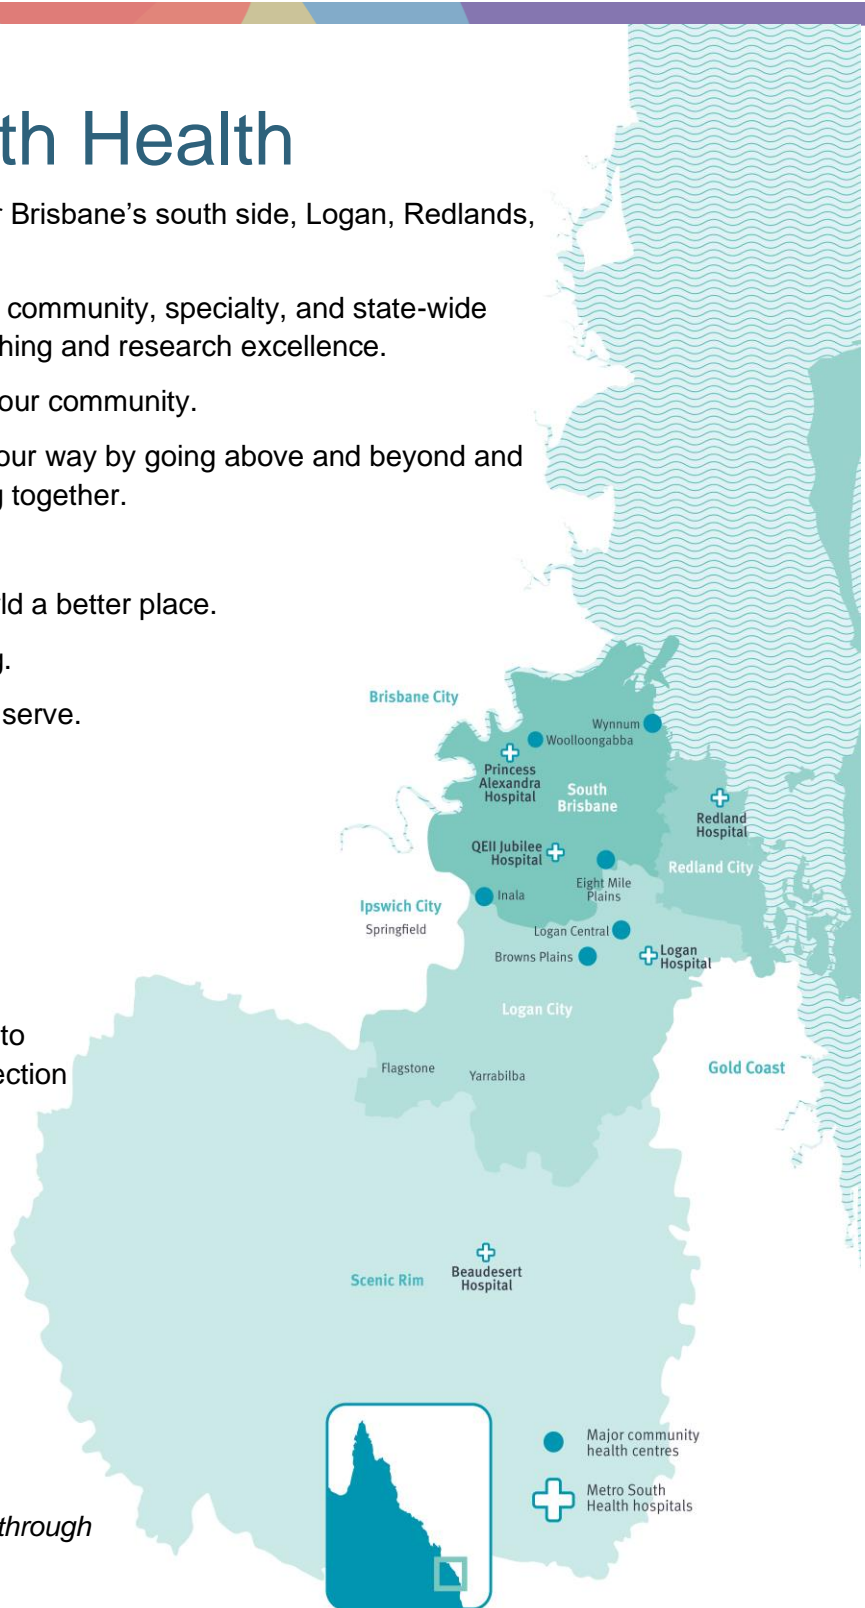 th Health
r Brisbane’s south side, Logan, Redlands,
community, specialty, and state-wide
hing and research excellence.
our community.
our way by going above and beyond and
g together.
ld a better place.
g.
serve.
Brisbane City
Wynnum
Woolloongabba
Princess
Alexandra
Hospital
South
Brisbane
Redland
Hospital
QEII Jubilee
Hospital
Redland City
Eight Mile
Plains
Inala
Ipswich City
Springfield
Logan Central
Browns Plains
Logan
Hospital
Logan City
to
ection
Flagstone
Yarrabilba
Gold Coast
Scenic Rim
Beaudesert
Hospital
Major community
health centres
Metro South
Health hospitals
through